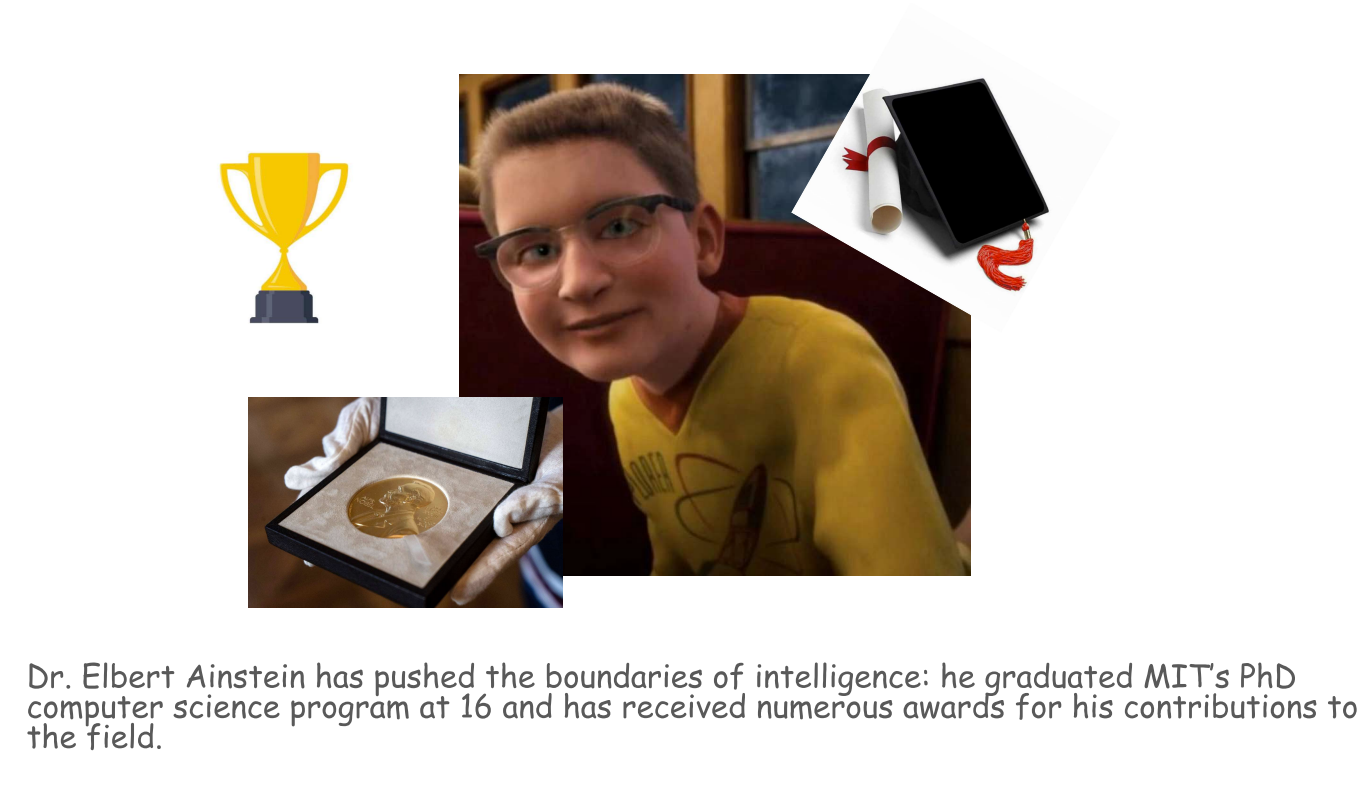 PLORER
Dr. Elbert Ainstein has pushed the boundaries of intelligence: he graduated MIT’s PhD
computer science program at 16 and has received numerous awards for his contributions to
the field.